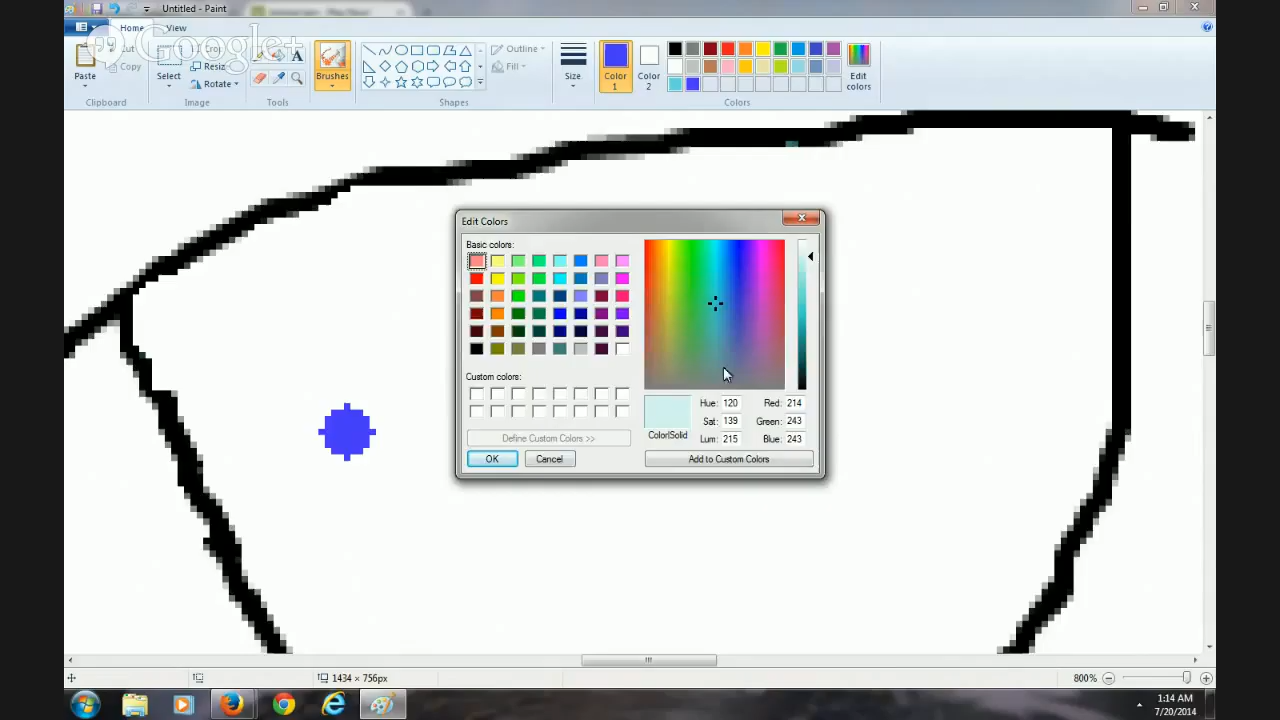 Untitled - Paint
Home View
Google+
Paste
Cut
Copy
Clipboard
Select
Crop
Resize
Rotate
Image
Tools
Brushes
Outline
Fill
Shapes
Size
Color 1
Color 2
Edit colors
Colors
Edit Colors
Basic colors:
Custom colors:
Define Custom Colors >>
OK Cancel
Color|Solid
Hue: 120 Red: 214
Sat: 139 Green: 243
Lum: 215 Blue: 243
Add to Custom Colors
1434 × 756px
800%
1:14 AM
7/20/2014